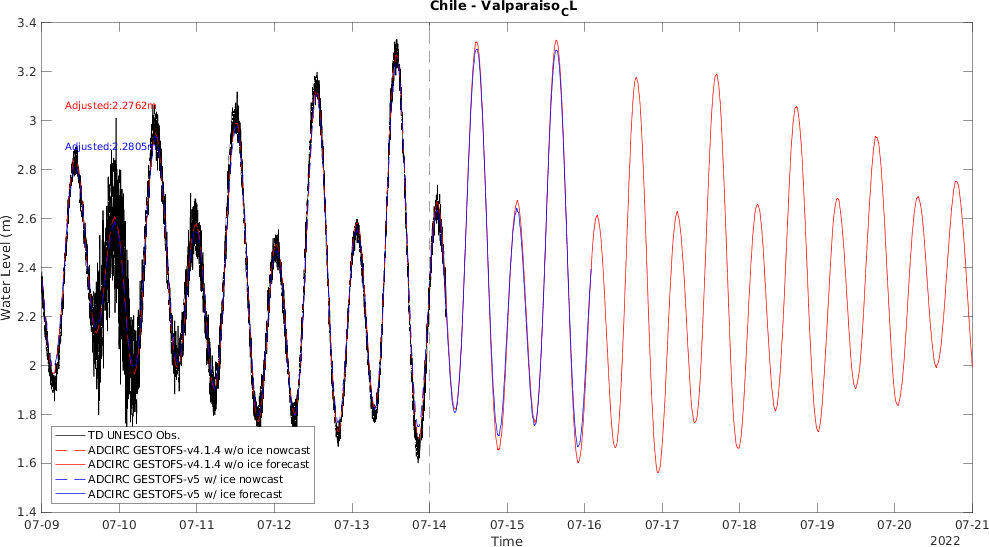 Chile - Valparaiso_CL
3.4
3.2
3
2.8
2.6
2.4
2.2
2
1.8
1.6
1.4
Water Level (m)
Adjusted:2.2762m
Adjusted:2.2805m
TD UNESCO Obs.
ADCIRC GESTOFS-v4.1.4 w/o ice nowcast
ADCIRC GESTOFS-v4.1.4 w/o ice forecast
ADCIRC GESTOFS-v5 w/ ice nowcast
ADCIRC GESTOFS-v5 w/ ice forecast
07-09 07-10 07-11 07-12 07-13 07-14 07-15 07-16 07-17 07-18 07-19 07-20 07-21
Time
2022